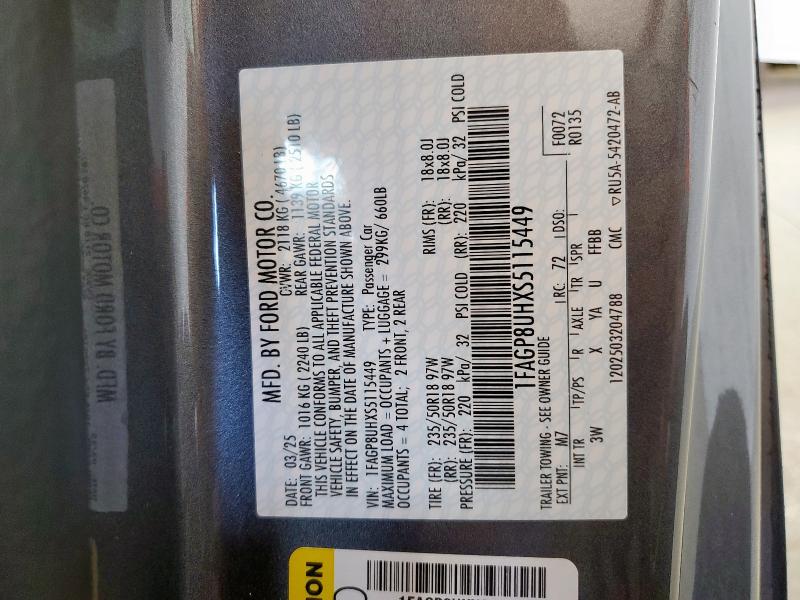 MFD. BY FORD MOTOR CO.
DATE: 03/25 GVWR: 2118 KG ( 4670 LB)
FRONT GAWR: 1016 KG ( 2240 LB) REAR GAWR: 1139 KG ( 2510 LB)
THIS VEHICLE CONFORMS TO ALL APPLICABLE FEDERAL MOTOR
VEHICLE SAFETY, BUMPER, AND THEFT PREVENTION STANDARDS
IN EFFECT ON THE DATE OF MANUFACTURE SHOWN ABOVE.
VIN: 1FAGP8UHXS5115449 TYPE: Passenger Car
MAXIMUM LOAD = OCCUPANTS + LUGGAGE = 299KG/ 660LB
OCCUPANTS = 4 TOTAL; 2 FRONT, 2 REAR
TIRE (FR): 235/50R18 97W RIMS (FR): 18x8.0J
(RR): 235/50R18 97W (RR): 18x8.0J
PRESSURE (FR): 220 kPa/ 32 PSI COLD (RR): 220 kPa/ 32 PSI COLD
1FAGP8UHXS5115449
TRAILER TOWING - SEE OWNER GUIDE F0072
EXT PNT: M7 RC: 72 DSO: R0135
INT TR TP/PS R AXLE TR SPR
3W X YA U FFBB
1202503204788 CMC ▽RU5A-5420472-AB